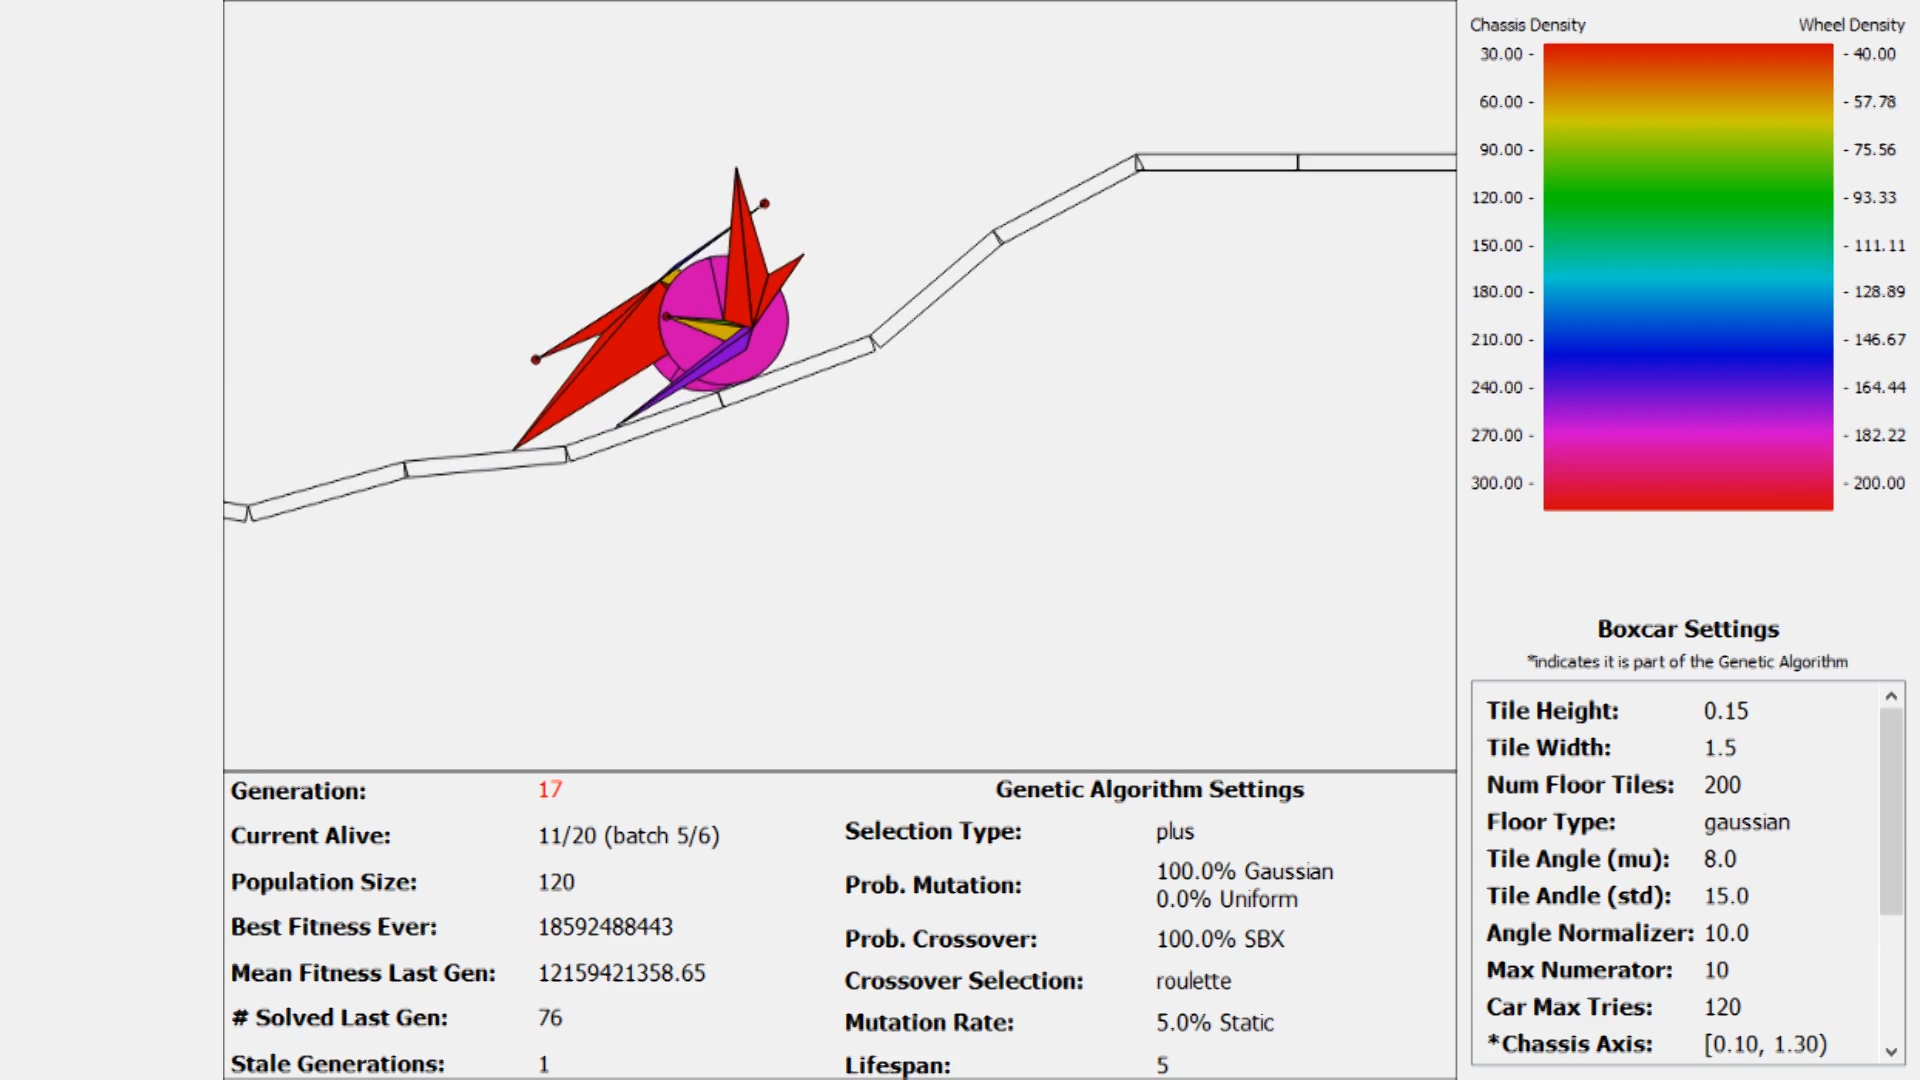 Chassis Density Wheel Density
30.00 - - 40.00
60.00 - - 57.78
90.00 - - 75.56
120.00 - - 93.33
150.00 - - 111.11
180.00 - - 128.89
210.00 - - 146.67
240.00 - - 164.44
270.00 - - 182.22
300.00 - - 200.00
Boxcar Settings
*indicates it is part of the Genetic Algorithm
Tile Height: 0.15
Tile Width: 1.5
Num Floor Tiles: 200
Floor Type: gaussian
Tile Angle (mu): 8.0
Tile Andle (std): 15.0
Angle Normalizer: 10.0
Max Numerator: 10
Car Max Tries: 120
*Chassis Axis: [0.10, 1.30)
Generation: 17
Current Alive: 11/20 (batch 5/6)
Population Size: 120
Best Fitness Ever: 18592488443
Mean Fitness Last Gen: 12159421358.65
# Solved Last Gen: 76
Stale Generations: 1
Genetic Algorithm Settings
Selection Type: plus
Prob. Mutation: 100.0% Gaussian
0.0% Uniform
Prob. Crossover: 100.0% SBX
Crossover Selection: roulette
Mutation Rate: 5.0% Static
Lifespan: 5